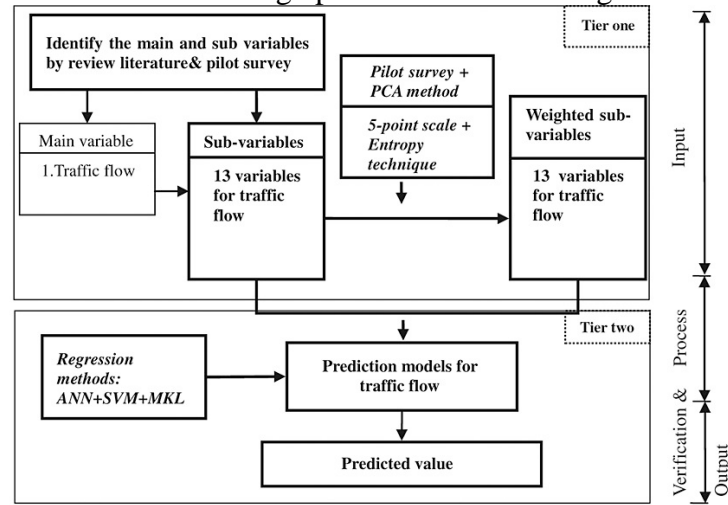 Tier one
Identify the main and sub variables
by review literature& pilot survey
Pilot survey +
PCA method
5-point scale +
Entropy
technique
Weighted sub-
variables
13 variables
for traffic
flow
Main variable
1.Traffic flow
Sub-variables
13 variables
for traffic
flow
Input
Tier two
Regression
methods:
ANN+SVM+MKL
Prediction models for
traffic flow
Predicted value
Process
Verification &
Output